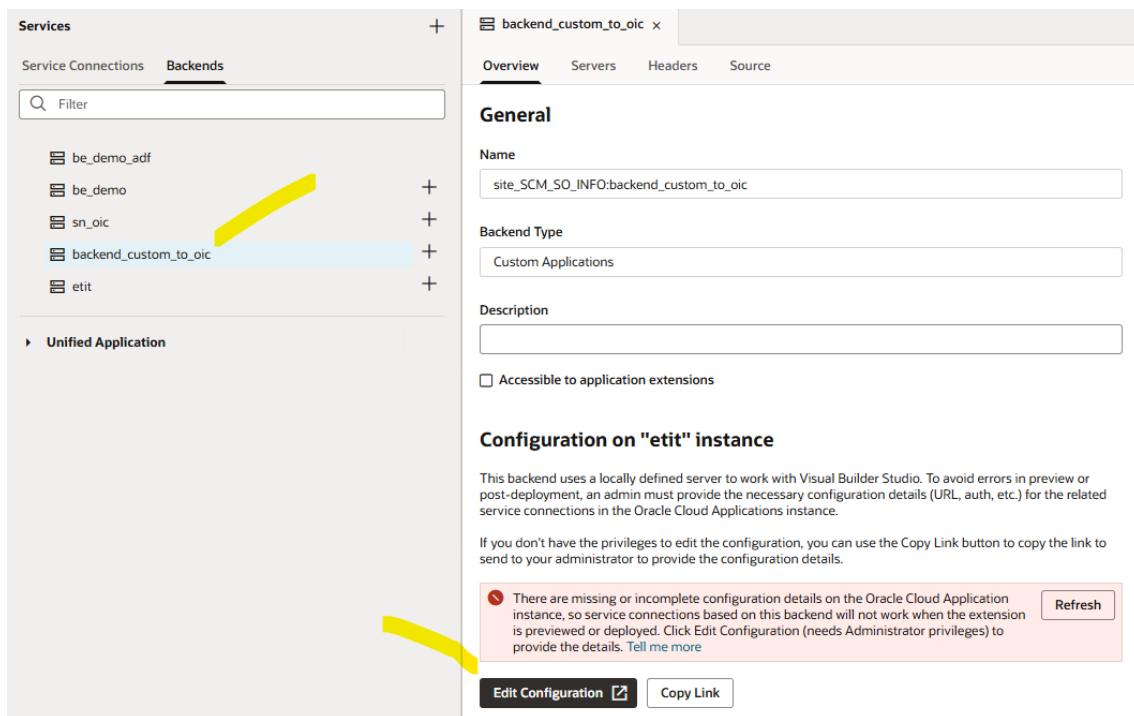 Services
+
Service Connections Backends
Filter
be_demo_adf
be_demo +
sn_oic +
backend_custom_to_oic +
etit +
Unified Application
backend_custom_to_oic ×
Overview Servers Headers Source
General
Name
site_SCM_SO_INFO:backend_custom_to_oic
Backend Type
Custom Applications
Description
Accessible to application extensions
Configuration on "etit" instance
This backend uses a locally defined server to work with Visual Builder Studio. To avoid errors in preview or
post-deployment, an admin must provide the necessary configuration details (URL, auth, etc.) for the related
service connections in the Oracle Cloud Applications instance.
If you don't have the privileges to edit the configuration, you can use the Copy Link button to copy the link to
send to your administrator to provide the configuration details.
There are missing or incomplete configuration details on the Oracle Cloud Application
instance, so service connections based on this backend will not work when the extension
is previewed or deployed. Click Edit Configuration (needs Administrator privileges) to
provide the details. Tell me more
Refresh
Edit Configuration Copy Link